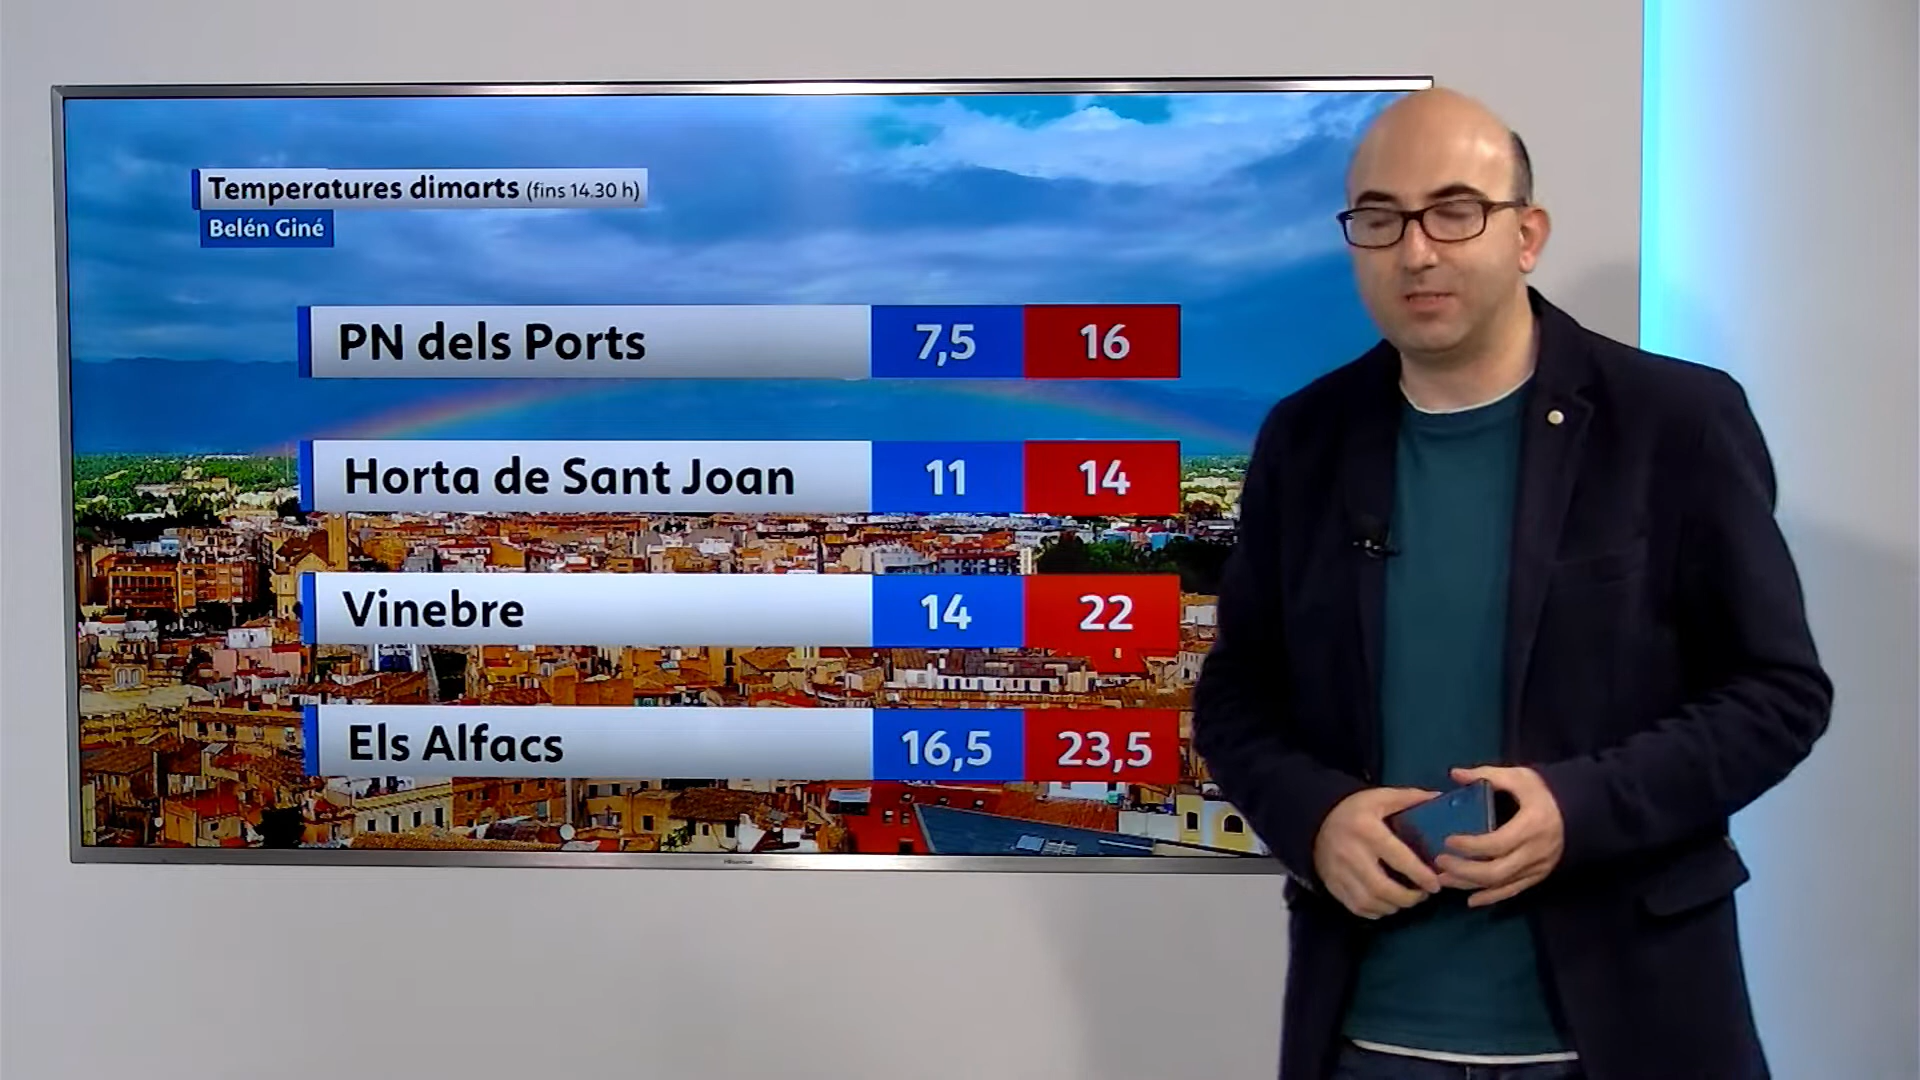 Temperatures dimarts (fins 14.30 h)
Belén Giné
PN dels Ports 7,5 16
Horta de Sant Joan 11 14
Vinebre 14 22
Els Alfacs 16,5 23,5
Hisense